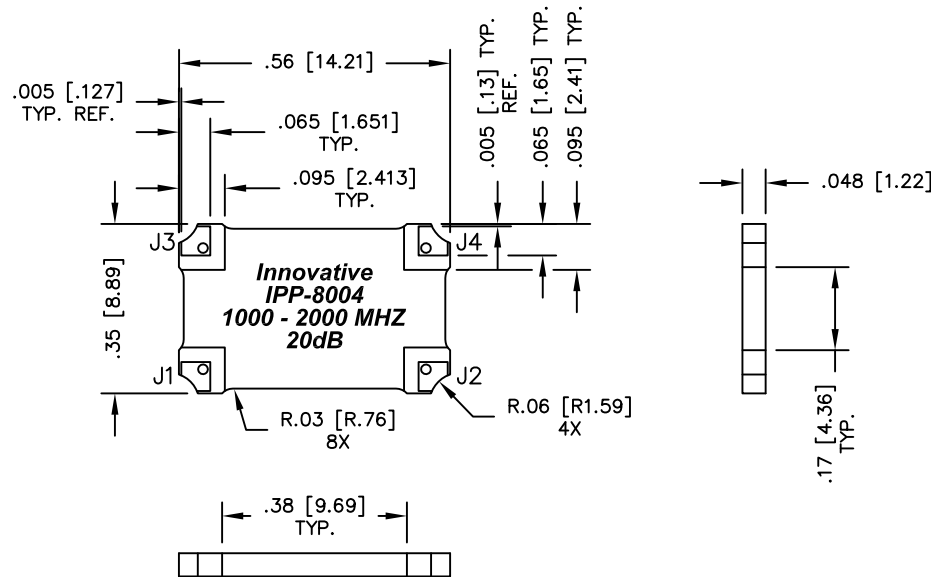 .56 [14.21]
.005 [.127]
TYP. REF.
.065 [1.651]
TYP.
.095 [2.413]
TYP.
.005 [.13] TYP.
REF.
.065 [1.65] TYP.
.095 [2.41] TYP.
.048 [1.22]
J3
J4
.35 [8.89]
Innovative
IPP-8004
1000 - 2000 MHZ
20dB
J1
J2
R.03 [R.76]
8X
R.06 [R1.59]
4X
.17 [4.36]
TYP.
.38 [9.69]
TYP.